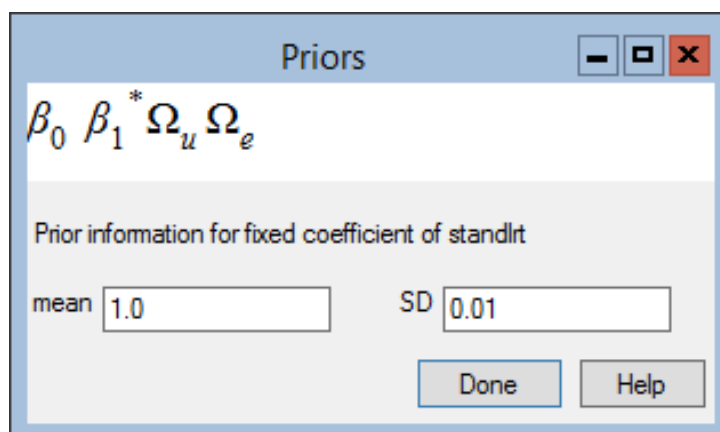 Priors
β₀ β₁*Ωᵤ Ωₑ
Prior information for fixed coefficient of standlrt
mean 1.0 SD 0.01
Done Help